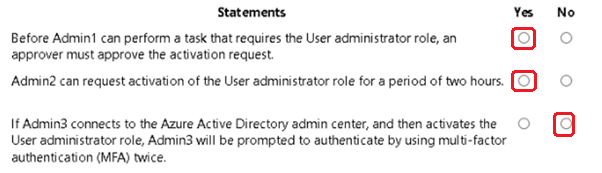 Statements Yes No
Before Admin1 can perform a task that requires the User administrator role, an
approver must approve the activation request.
Admin2 can request activation of the User administrator role for a period of two hours.
If Admin3 connects to the Azure Active Directory admin center, and then activates the
User administrator role, Admin3 will be prompted to authenticate by using multi-factor
authentication (MFA) twice.